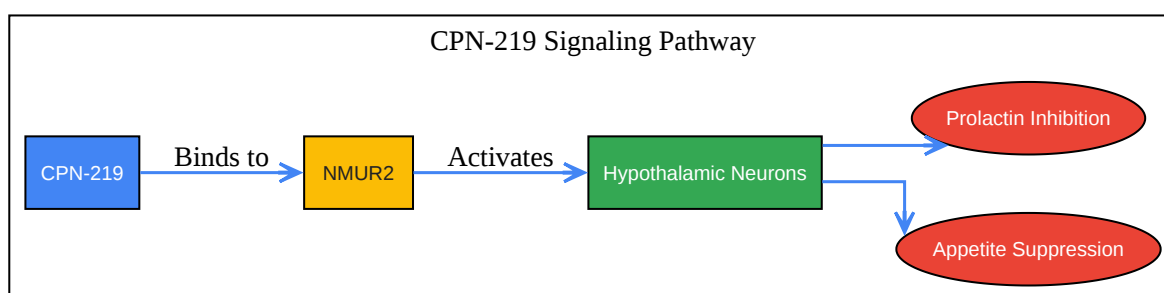 CPN-219 Signaling Pathway
CPN-219
Binds to
NMUR2
Activates
Hypothalamic Neurons
Prolactin Inhibition
Appetite Suppression